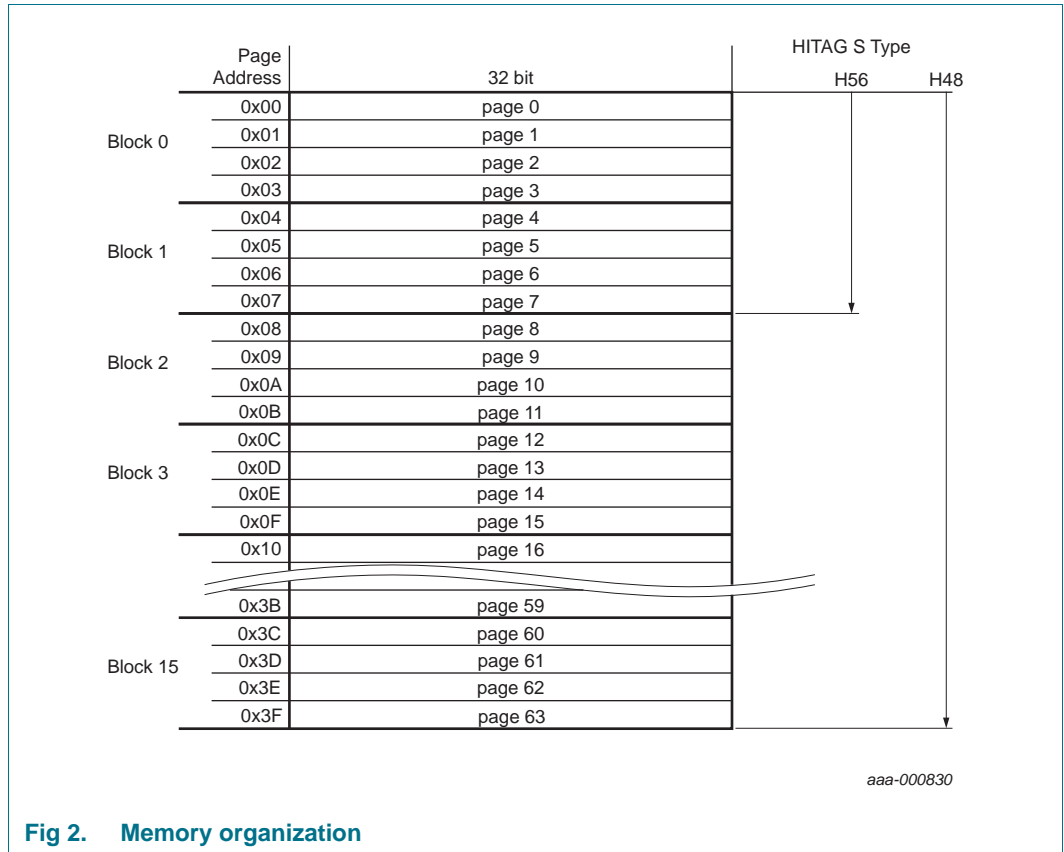 HITAG S Type
Page
Address 32 bit H56 H48
0x00 page 0
Block 0 0x01 page 1
0x02 page 2
0x03 page 3
0x04 page 4
Block 1 0x05 page 5
0x06 page 6
0x07 page 7
0x08 page 8
Block 2 0x09 page 9
0x0A page 10
0x0B page 11
0x0C page 12
Block 3 0x0D page 13
0x0E page 14
0x0F page 15
0x10 page 16
0x3B page 59
0x3C page 60
Block 15 0x3D page 61
0x3E page 62
0x3F page 63
aaa-000830
Fig 2. Memory organization